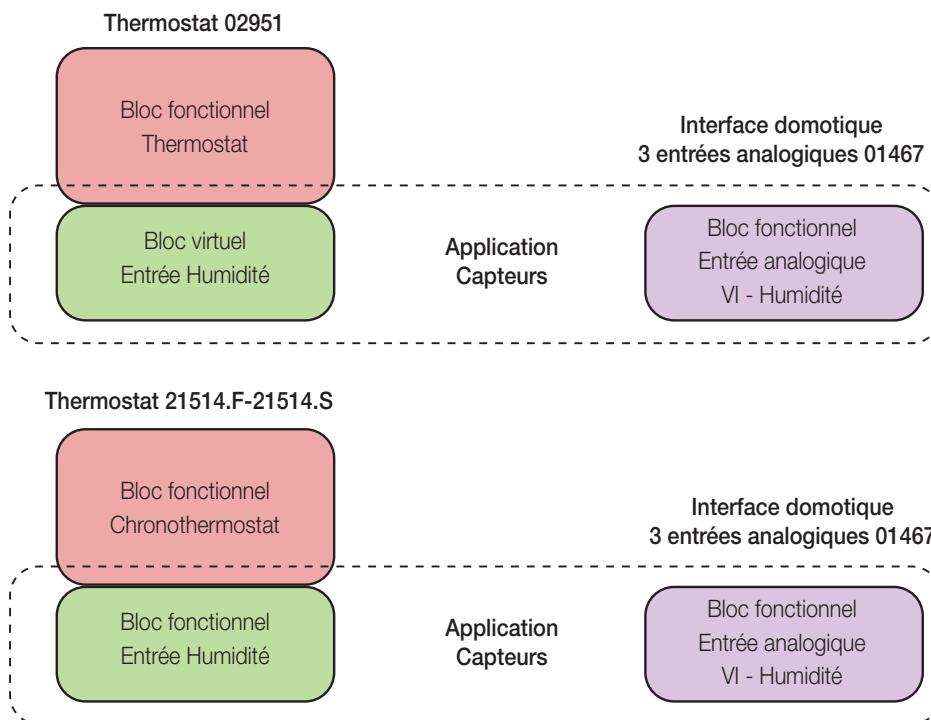 Thermostat 02951
Bloc fonctionnel
Thermostat
Interface domotique
3 entrées analogiques 01467
Bloc virtuel
Entrée Humidité
Application
Capteurs
Bloc fonctionnel
Entrée analogique
VI - Humidité
Thermostat 21514.F-21514.S
Bloc fonctionnel
Chronothermostat
Interface domotique
3 entrées analogiques 01467
Bloc fonctionnel
Entrée Humidité
Application
Capteurs
Bloc fonctionnel
Entrée analogique
VI - Humidité